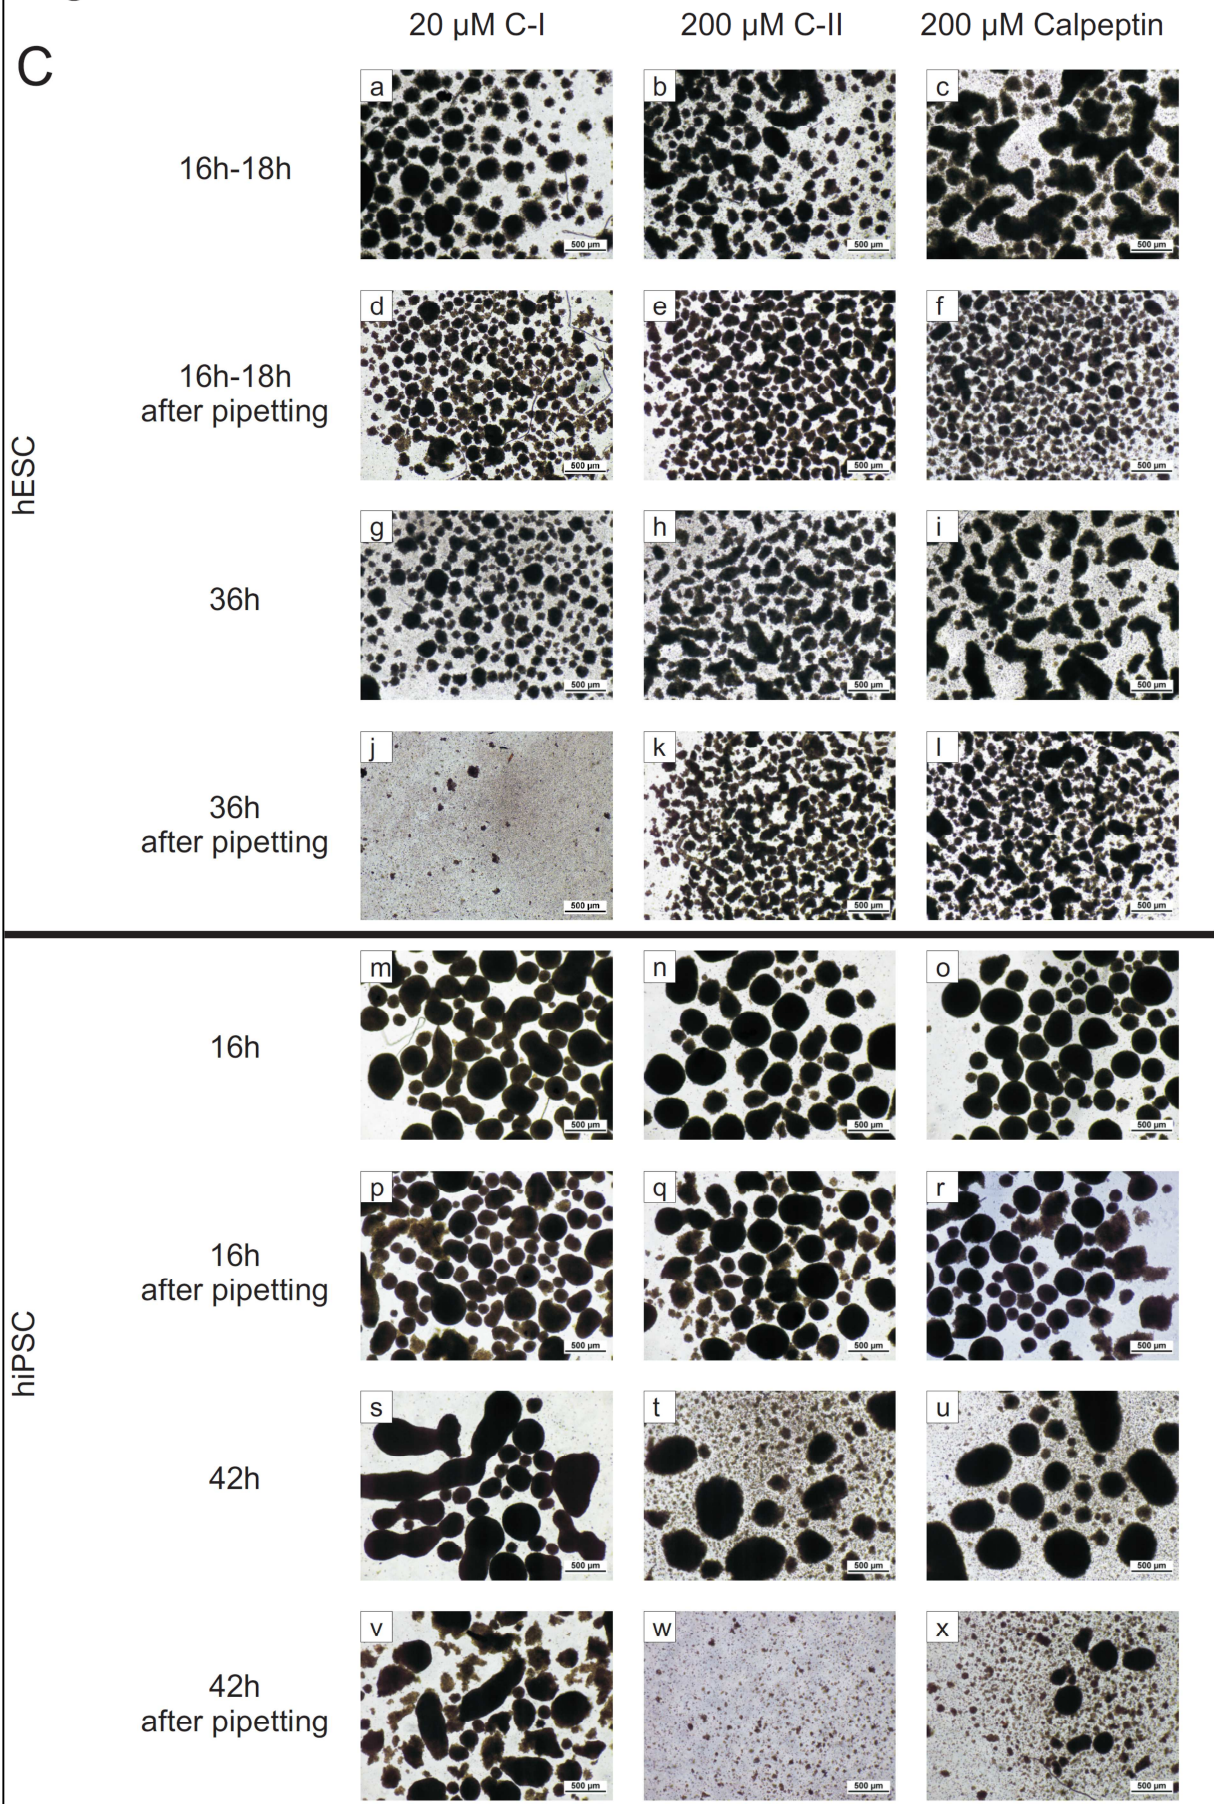 20 µM C-I 200 µM C-II 200 µM Calpeptin
C
a b c
16h-18h
500 µm 500 µm 500 µm
d e f
16h-18h
after pipetting
500 µm 500 µm 500 µm
hESC
g h i
36h
500 µm 500 µm 500 µm
j k l
36h
after pipetting
500 µm 500 µm 500 µm
m n o
16h
500 µm 500 µm 500 µm
p q r
16h
after pipetting
500 µm 500 µm 500 µm
hiPSC
s t u
42h
500 µm 500 µm 500 µm
v w x
42h
after pipetting
500 µm 500 µm 500 µm